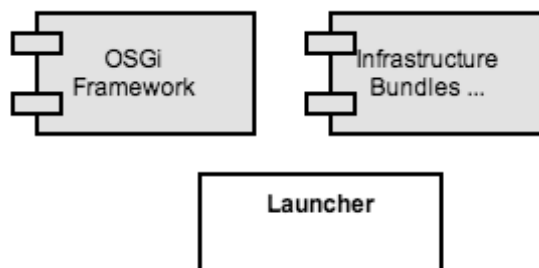 OSGi
Framework
Infrastructure
Bundles ...
Launcher